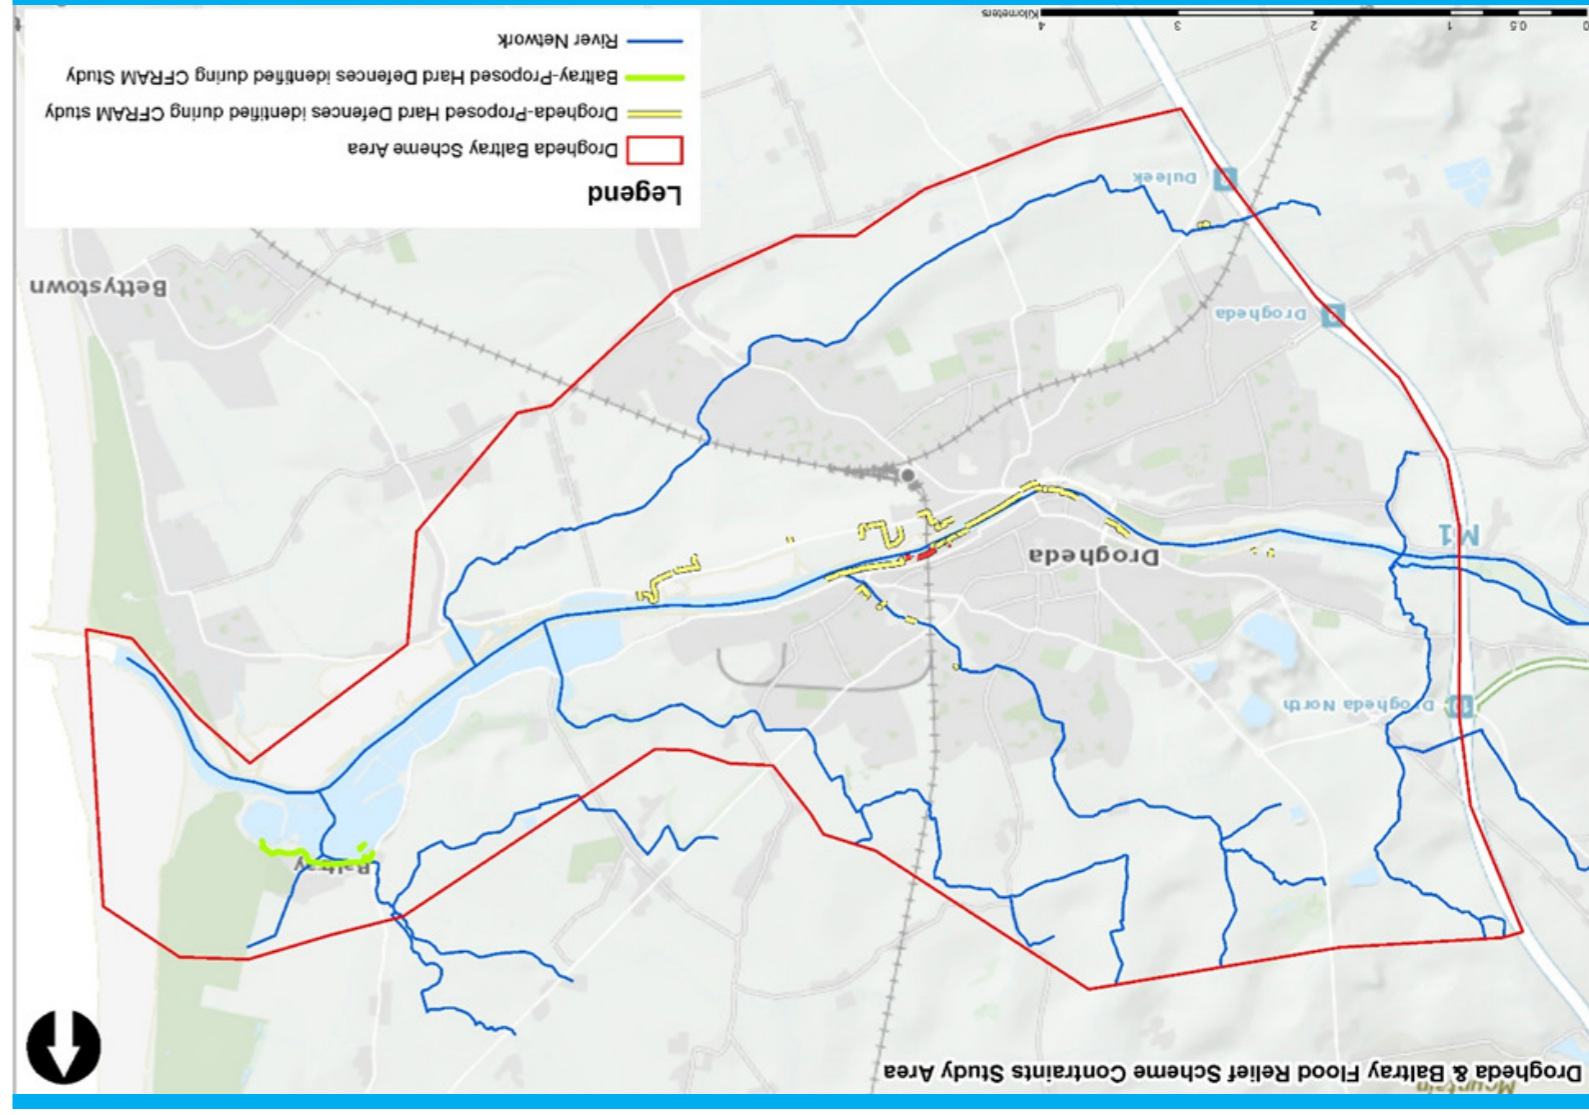 Mountain
Drogheda & Baltray Flood Relief Scheme Contraints Study Area
Baltray
Drogheda North
10
Drogheda
M1
Drogheda
Bettystown
Duleek
Legend
Drogheda Baltray Scheme Area
Drogheda-Proposed Hard Defences identified during CFRAM study
Baltray-Proposed Hard Defences identified during CFRAM Study
River Network
0 0.5 1 2 3 4
Kilometers